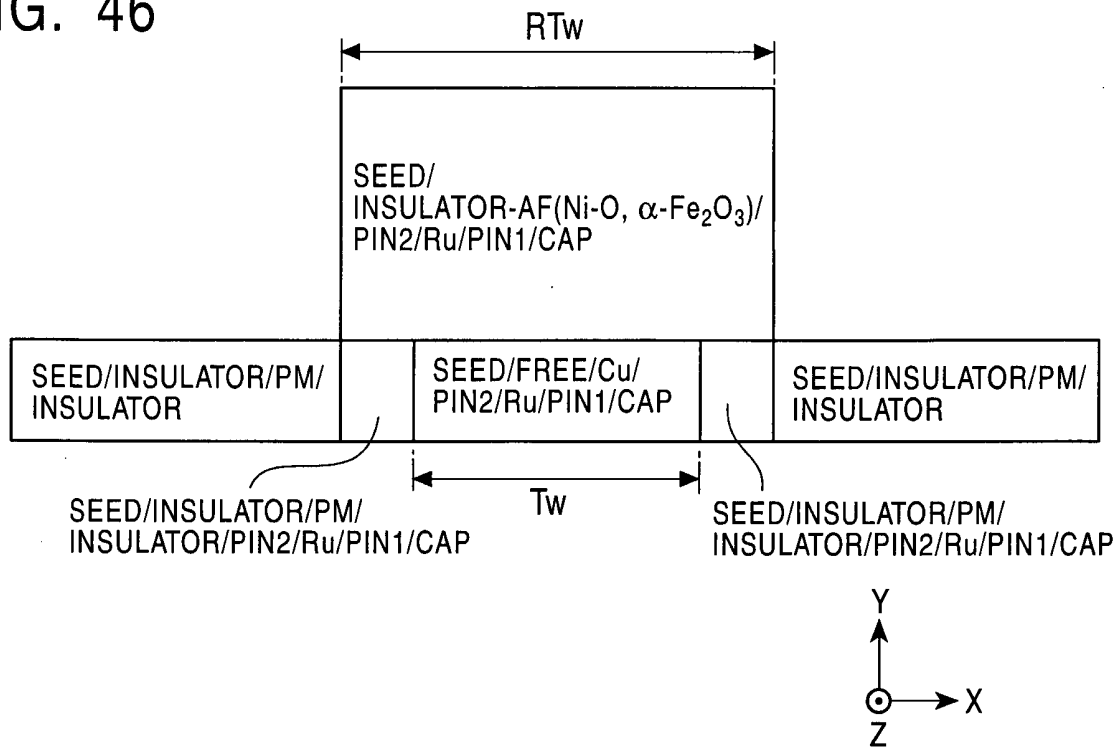 FIG. 46
RTw
SEED/
INSULATOR-AF(Ni-O, α-Fe₂O₃)/
PIN2/Ru/PIN1/CAP
SEED/INSULATOR/PM/
INSULATOR
SEED/FREE/Cu/
PIN2/Ru/PIN1/CAP
SEED/INSULATOR/PM/
INSULATOR
Tw
SEED/INSULATOR/PM/
INSULATOR/PIN2/Ru/PIN1/CAP
SEED/INSULATOR/PM/
INSULATOR/PIN2/Ru/PIN1/CAP
Y
X
Z